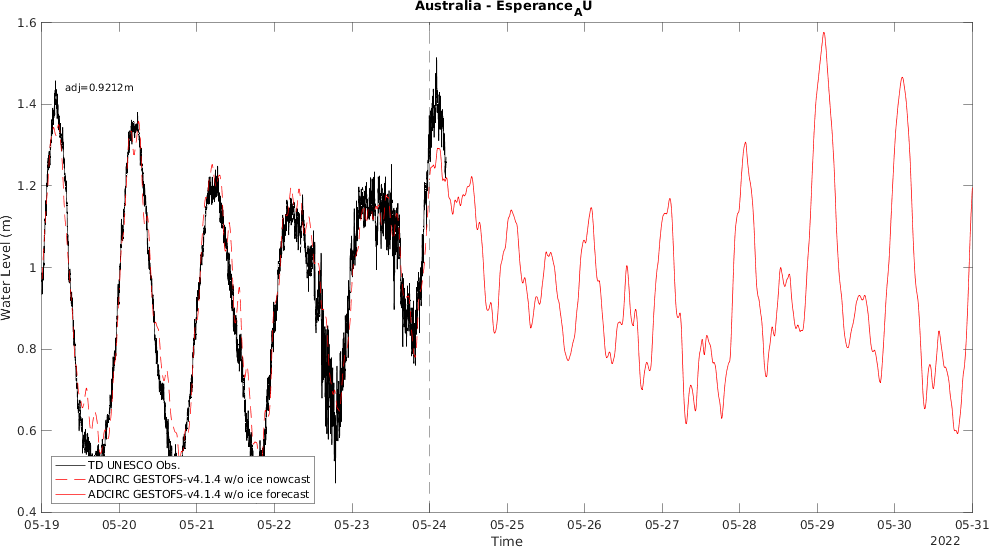 Australia - Esperance_AU
1.6
1.4
1.2
1
0.8
0.6
0.4
Water Level (m)
adj=0.9212m
TD UNESCO Obs.
ADCIRC GESTOFS-v4.1.4 w/o ice nowcast
ADCIRC GESTOFS-v4.1.4 w/o ice forecast
05-19 05-20 05-21 05-22 05-23 05-24 05-25 05-26 05-27 05-28 05-29 05-30 05-31
Time
2022